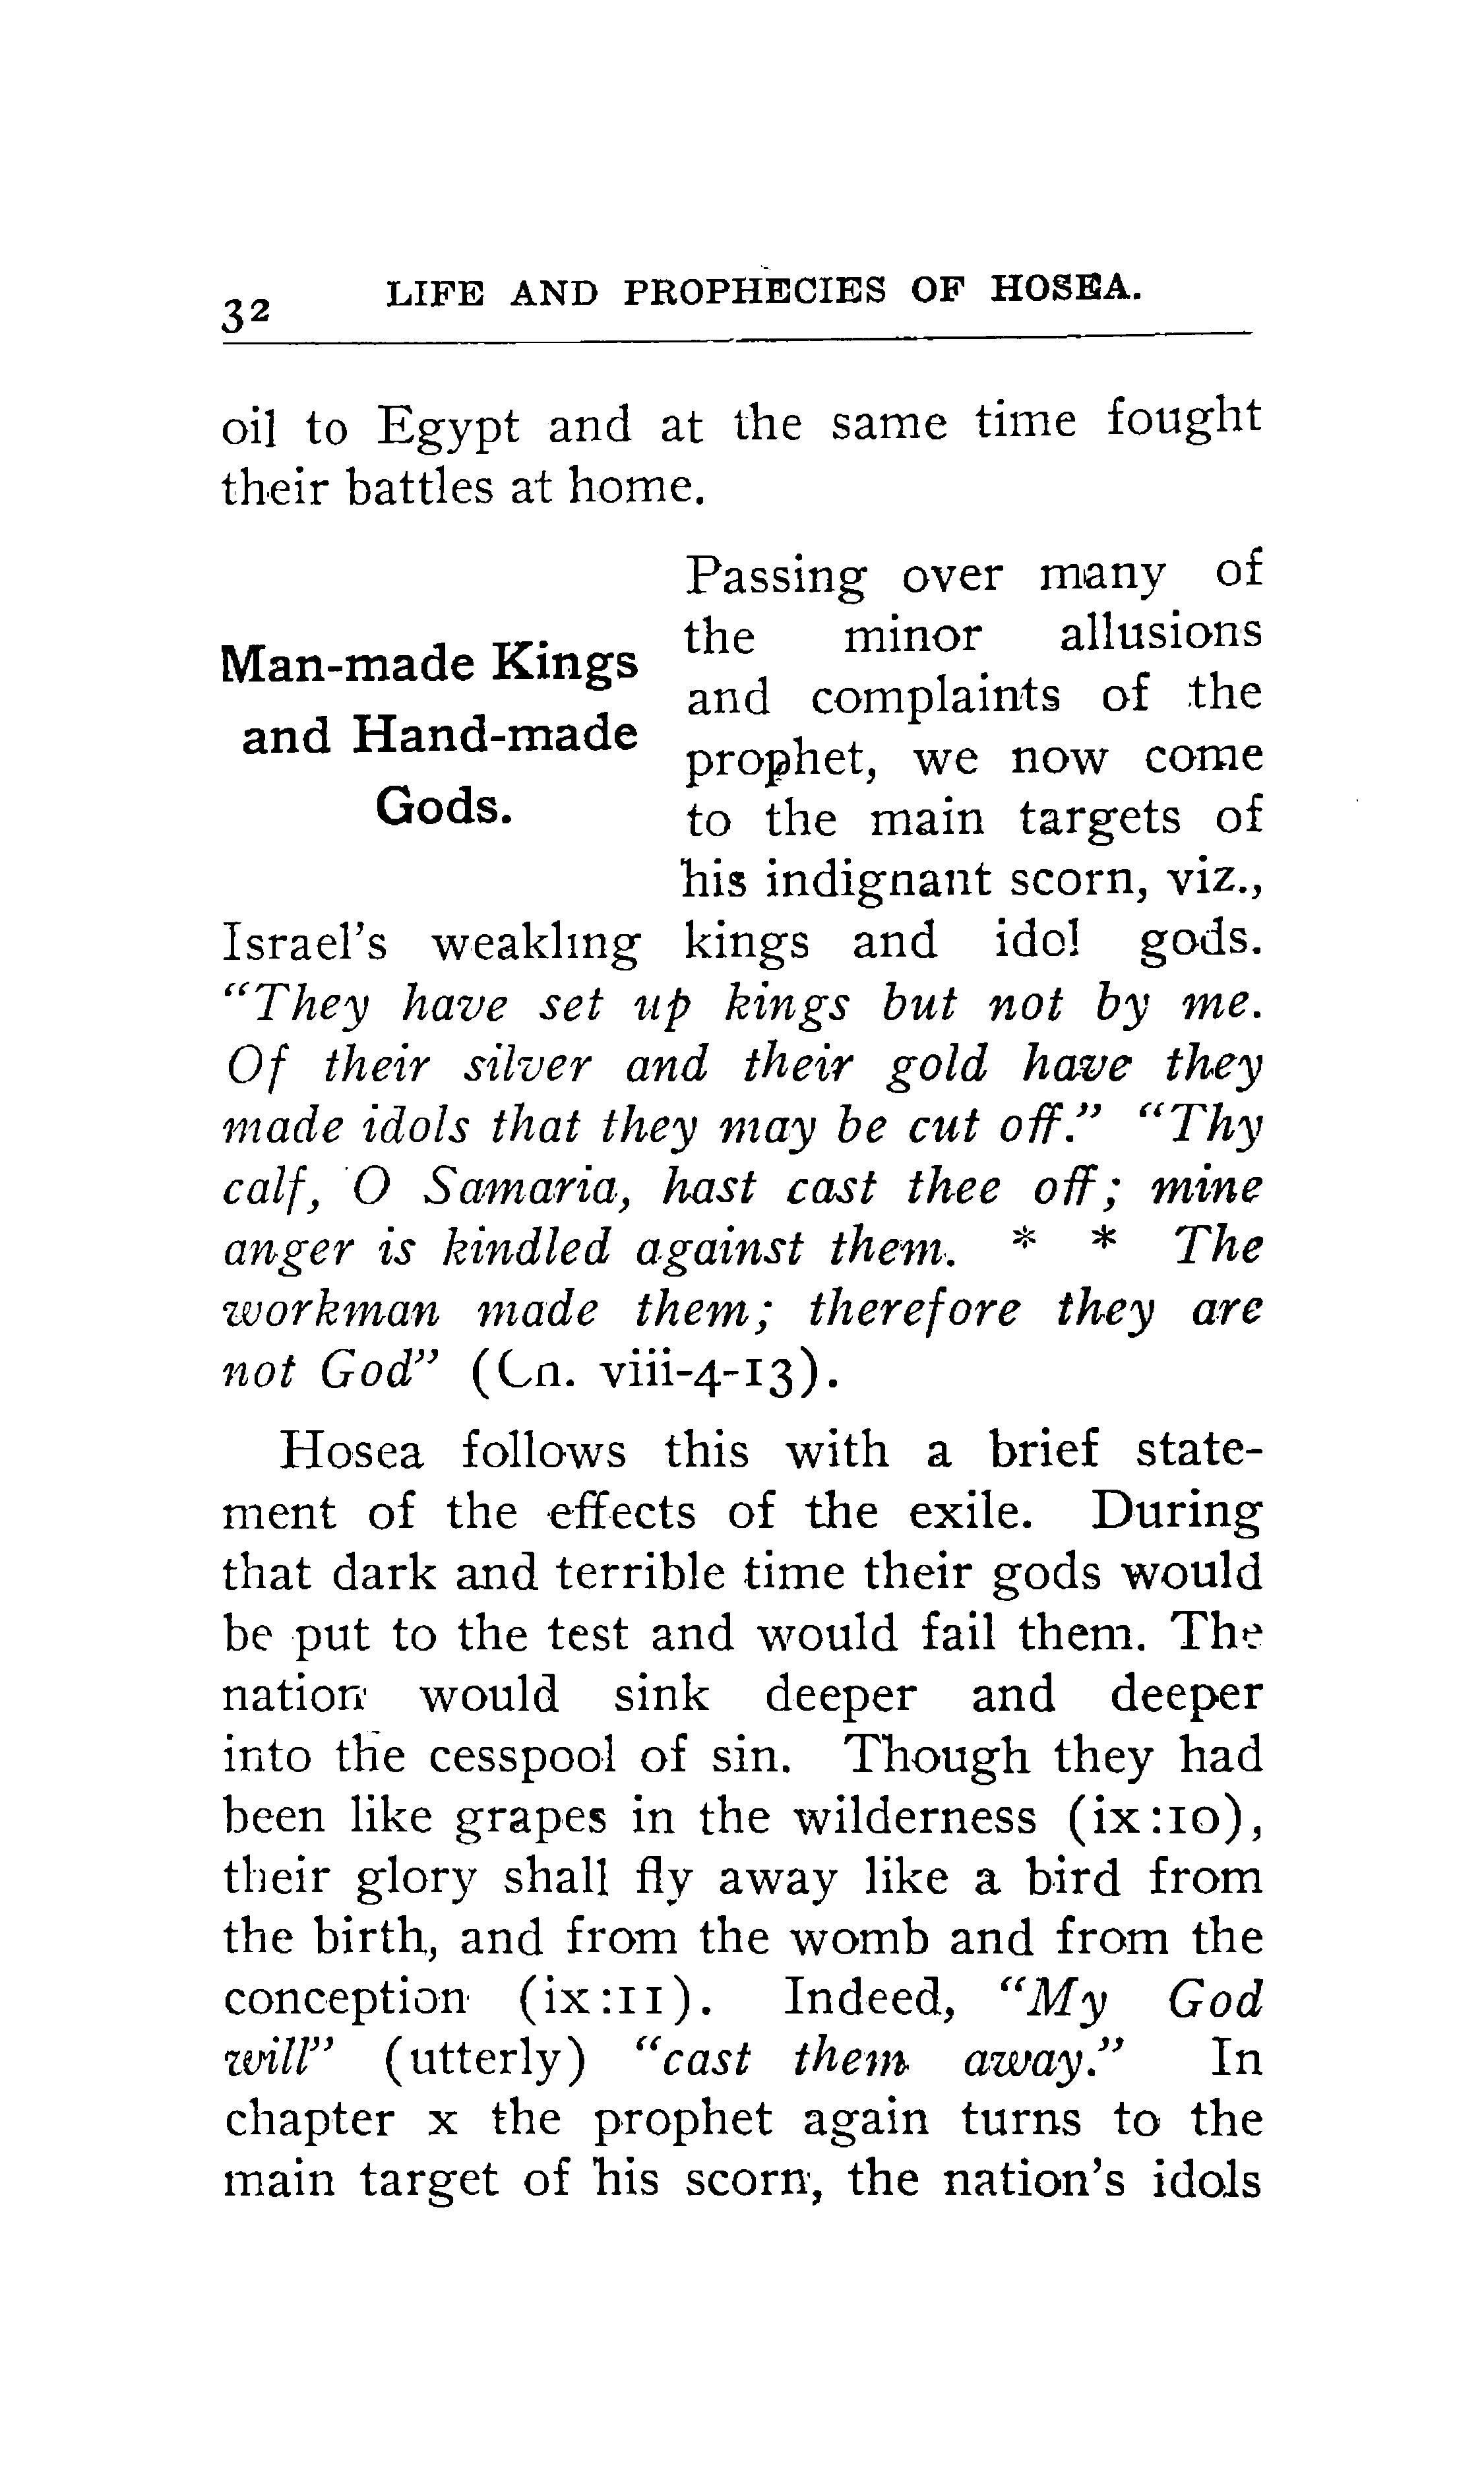 32 LIFE AND PROPHECIES OF HOSEA.
oil to Egypt and at the same time fought
their battles at home.
Man-made Kings
and Hand-made
Gods.
Passing over many of
the minor allusions
and complaints of the
prophet, we now come
to the main targets of
his indignant scorn, viz.,
Israel's weakling kings and idol gods.
“They have set up kings but not by me.
Of their silver and their gold have they
made idols that they may be cut off.” “Thy
calf, O Samaria, hast cast thee off; mine
anger is kindled against them. * * The
workman made them; therefore they are
not God” (Cn. viii-4-13).
Hosea follows this with a brief state-
ment of the effects of the exile. During
that dark and terrible time their gods would
be put to the test and would fail them. The
nation would sink deeper and deeper
into the cesspool of sin. Though they had
been like grapes in the wilderness (ix:10),
their glory shall fly away like a bird from
the birth, and from the womb and from the
conception (ix:11). Indeed, “My God
will” (utterly) “cast them away.” In
chapter x the prophet again turns to the
main target of his scorn, the nation's idols